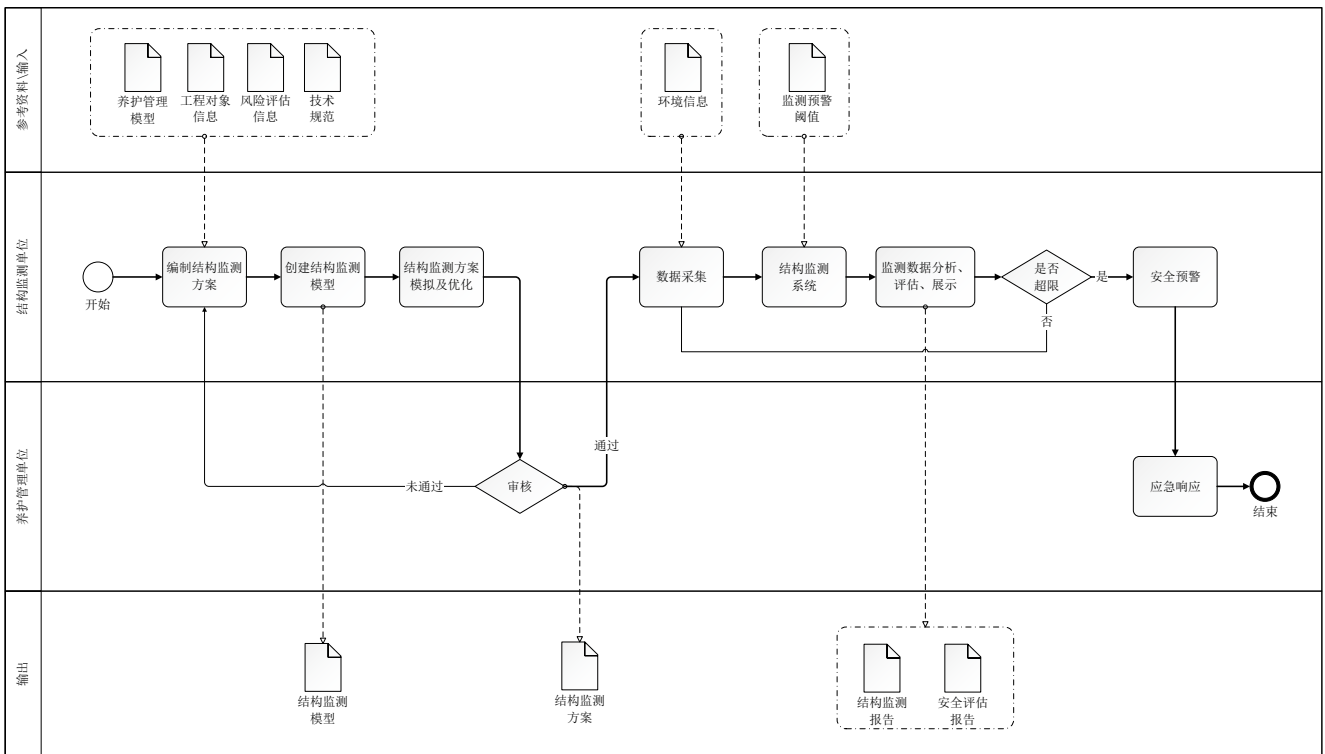 参考资料\输入
养护管理
模型
工程对象
信息
风险评估
信息
技术
规范
环境信息
监测预警
阈值
结构监测单位
开始
编制结构监测
方案
创建结构监测
模型
结构监测方案
模拟及优化
数据采集
结构监测
系统
监测数据分析、
评估、展示
是否
超限
是
否
安全预警
养护管理单位
未通过
审核
通过
应急响应
结束
输出
结构监测
模型
结构监测
方案
结构监测
报告
安全评估
报告